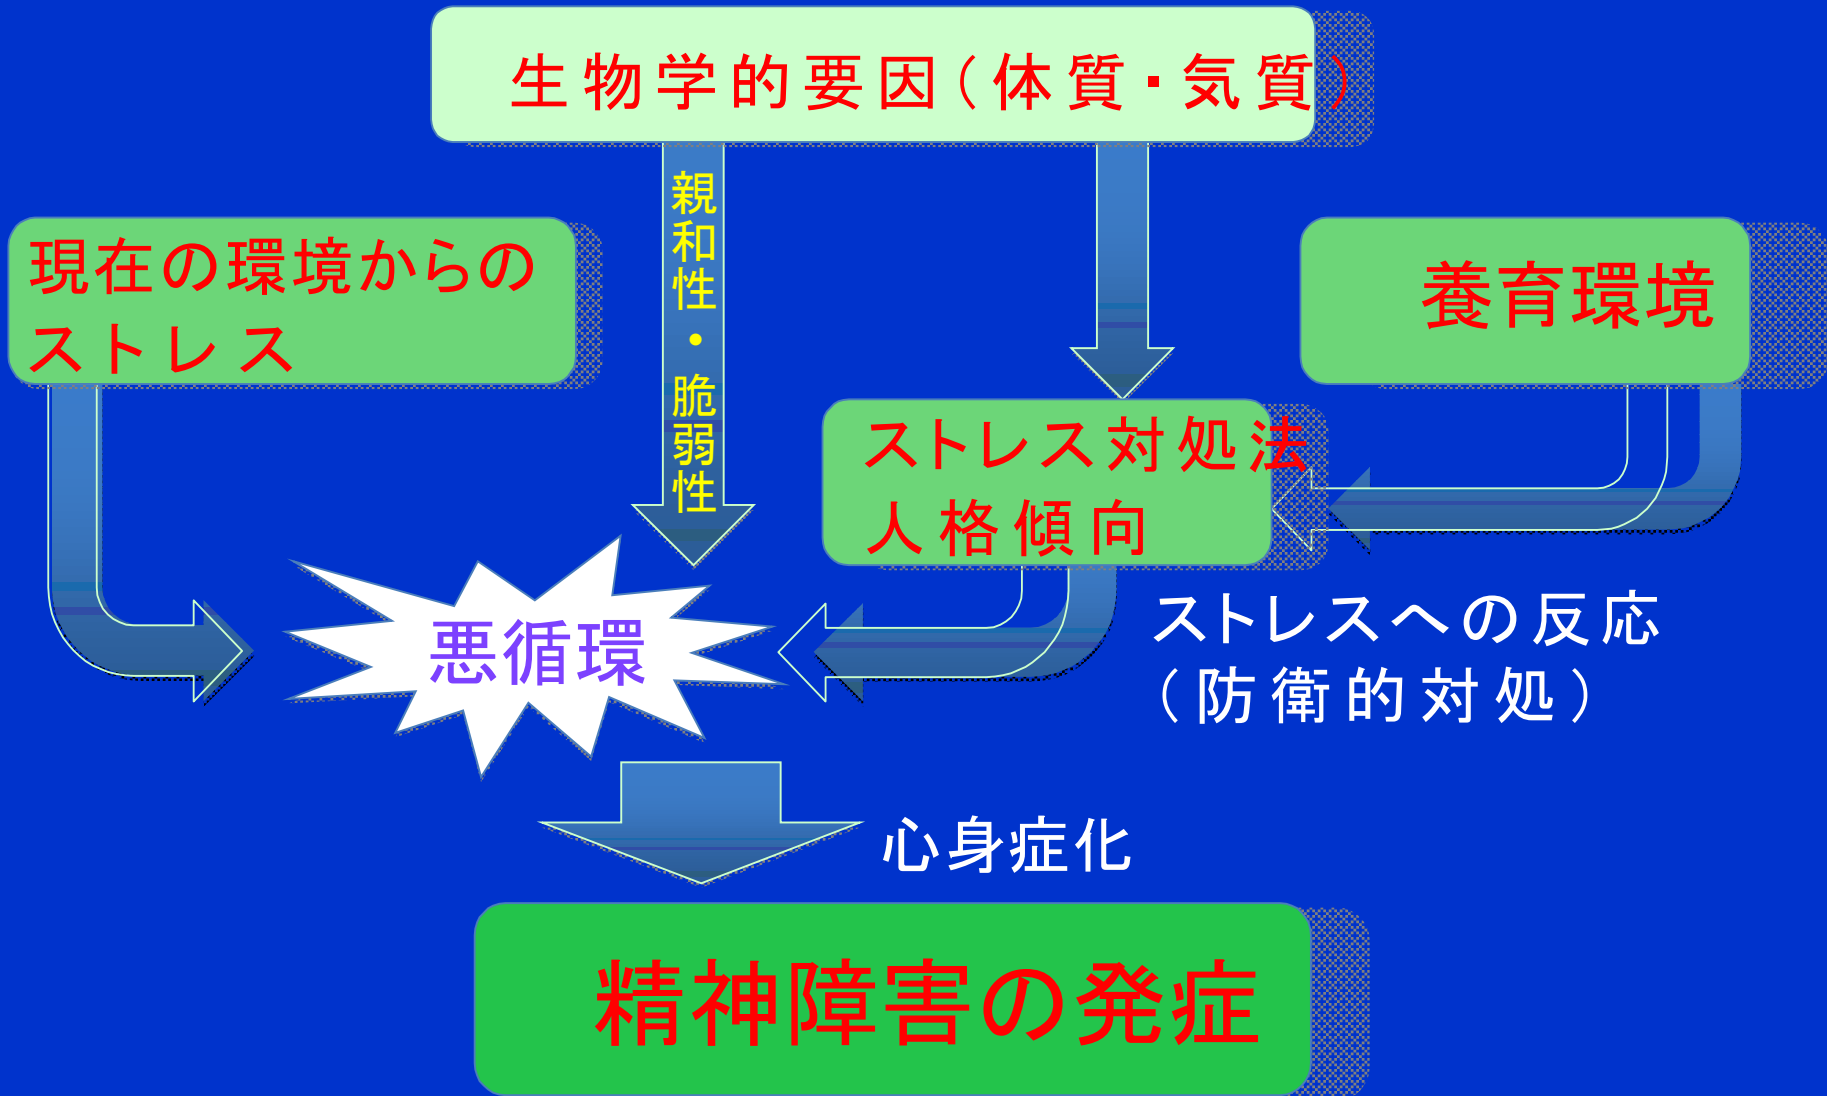 生物学的要因（体質・気質）
親和性・脆弱性
現在の環境からの
ストレス
養育環境
ストレス対処法
人格傾向
ストレスへの反応
（防衛的対処）
悪循環
心身症化
精神障害の発症